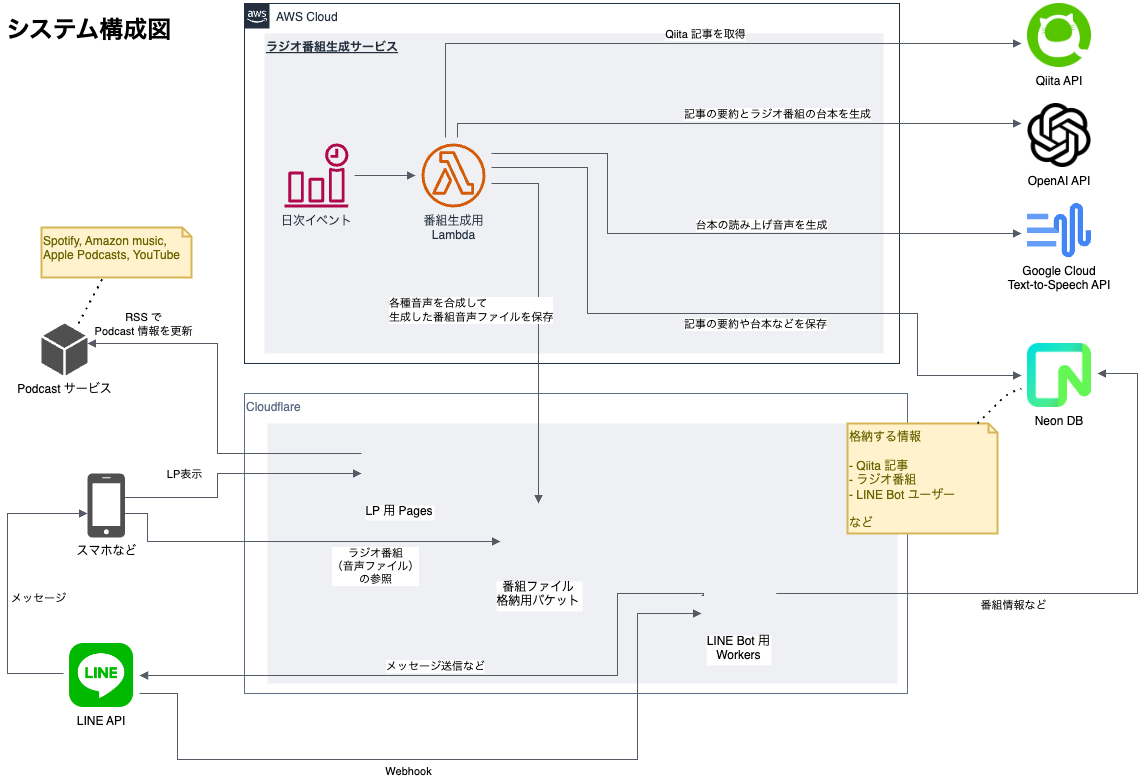 システム構成図
aws
AWS Cloud
ラジオ番組生成サービス
Qiita 記事を取得
Qiita API
記事の要約とラジオ番組の台本を生成
OpenAI API
日次イベント
番組生成用
Lambda
台本の読み上げ音声を生成
Google Cloud
Text-to-Speech API
Spotify, Amazon music,
Apple Podcasts, YouTube
各種音声を合成して
生成した番組音声ファイルを保存
RSS で
Podcast 情報を更新
記事の要約や台本などを保存
Podcast サービス
Neon DB
Cloudflare
格納する情報
- Qiita 記事
- ラジオ番組
- LINE Bot ユーザー
など
LP表示
LP 用 Pages
スマホなど
ラジオ番組
（音声ファイル）
の参照
番組ファイル
格納用バケット
メッセージ
番組情報など
LINE Bot 用
Workers
メッセージ送信など
LINE
LINE API
Webhook